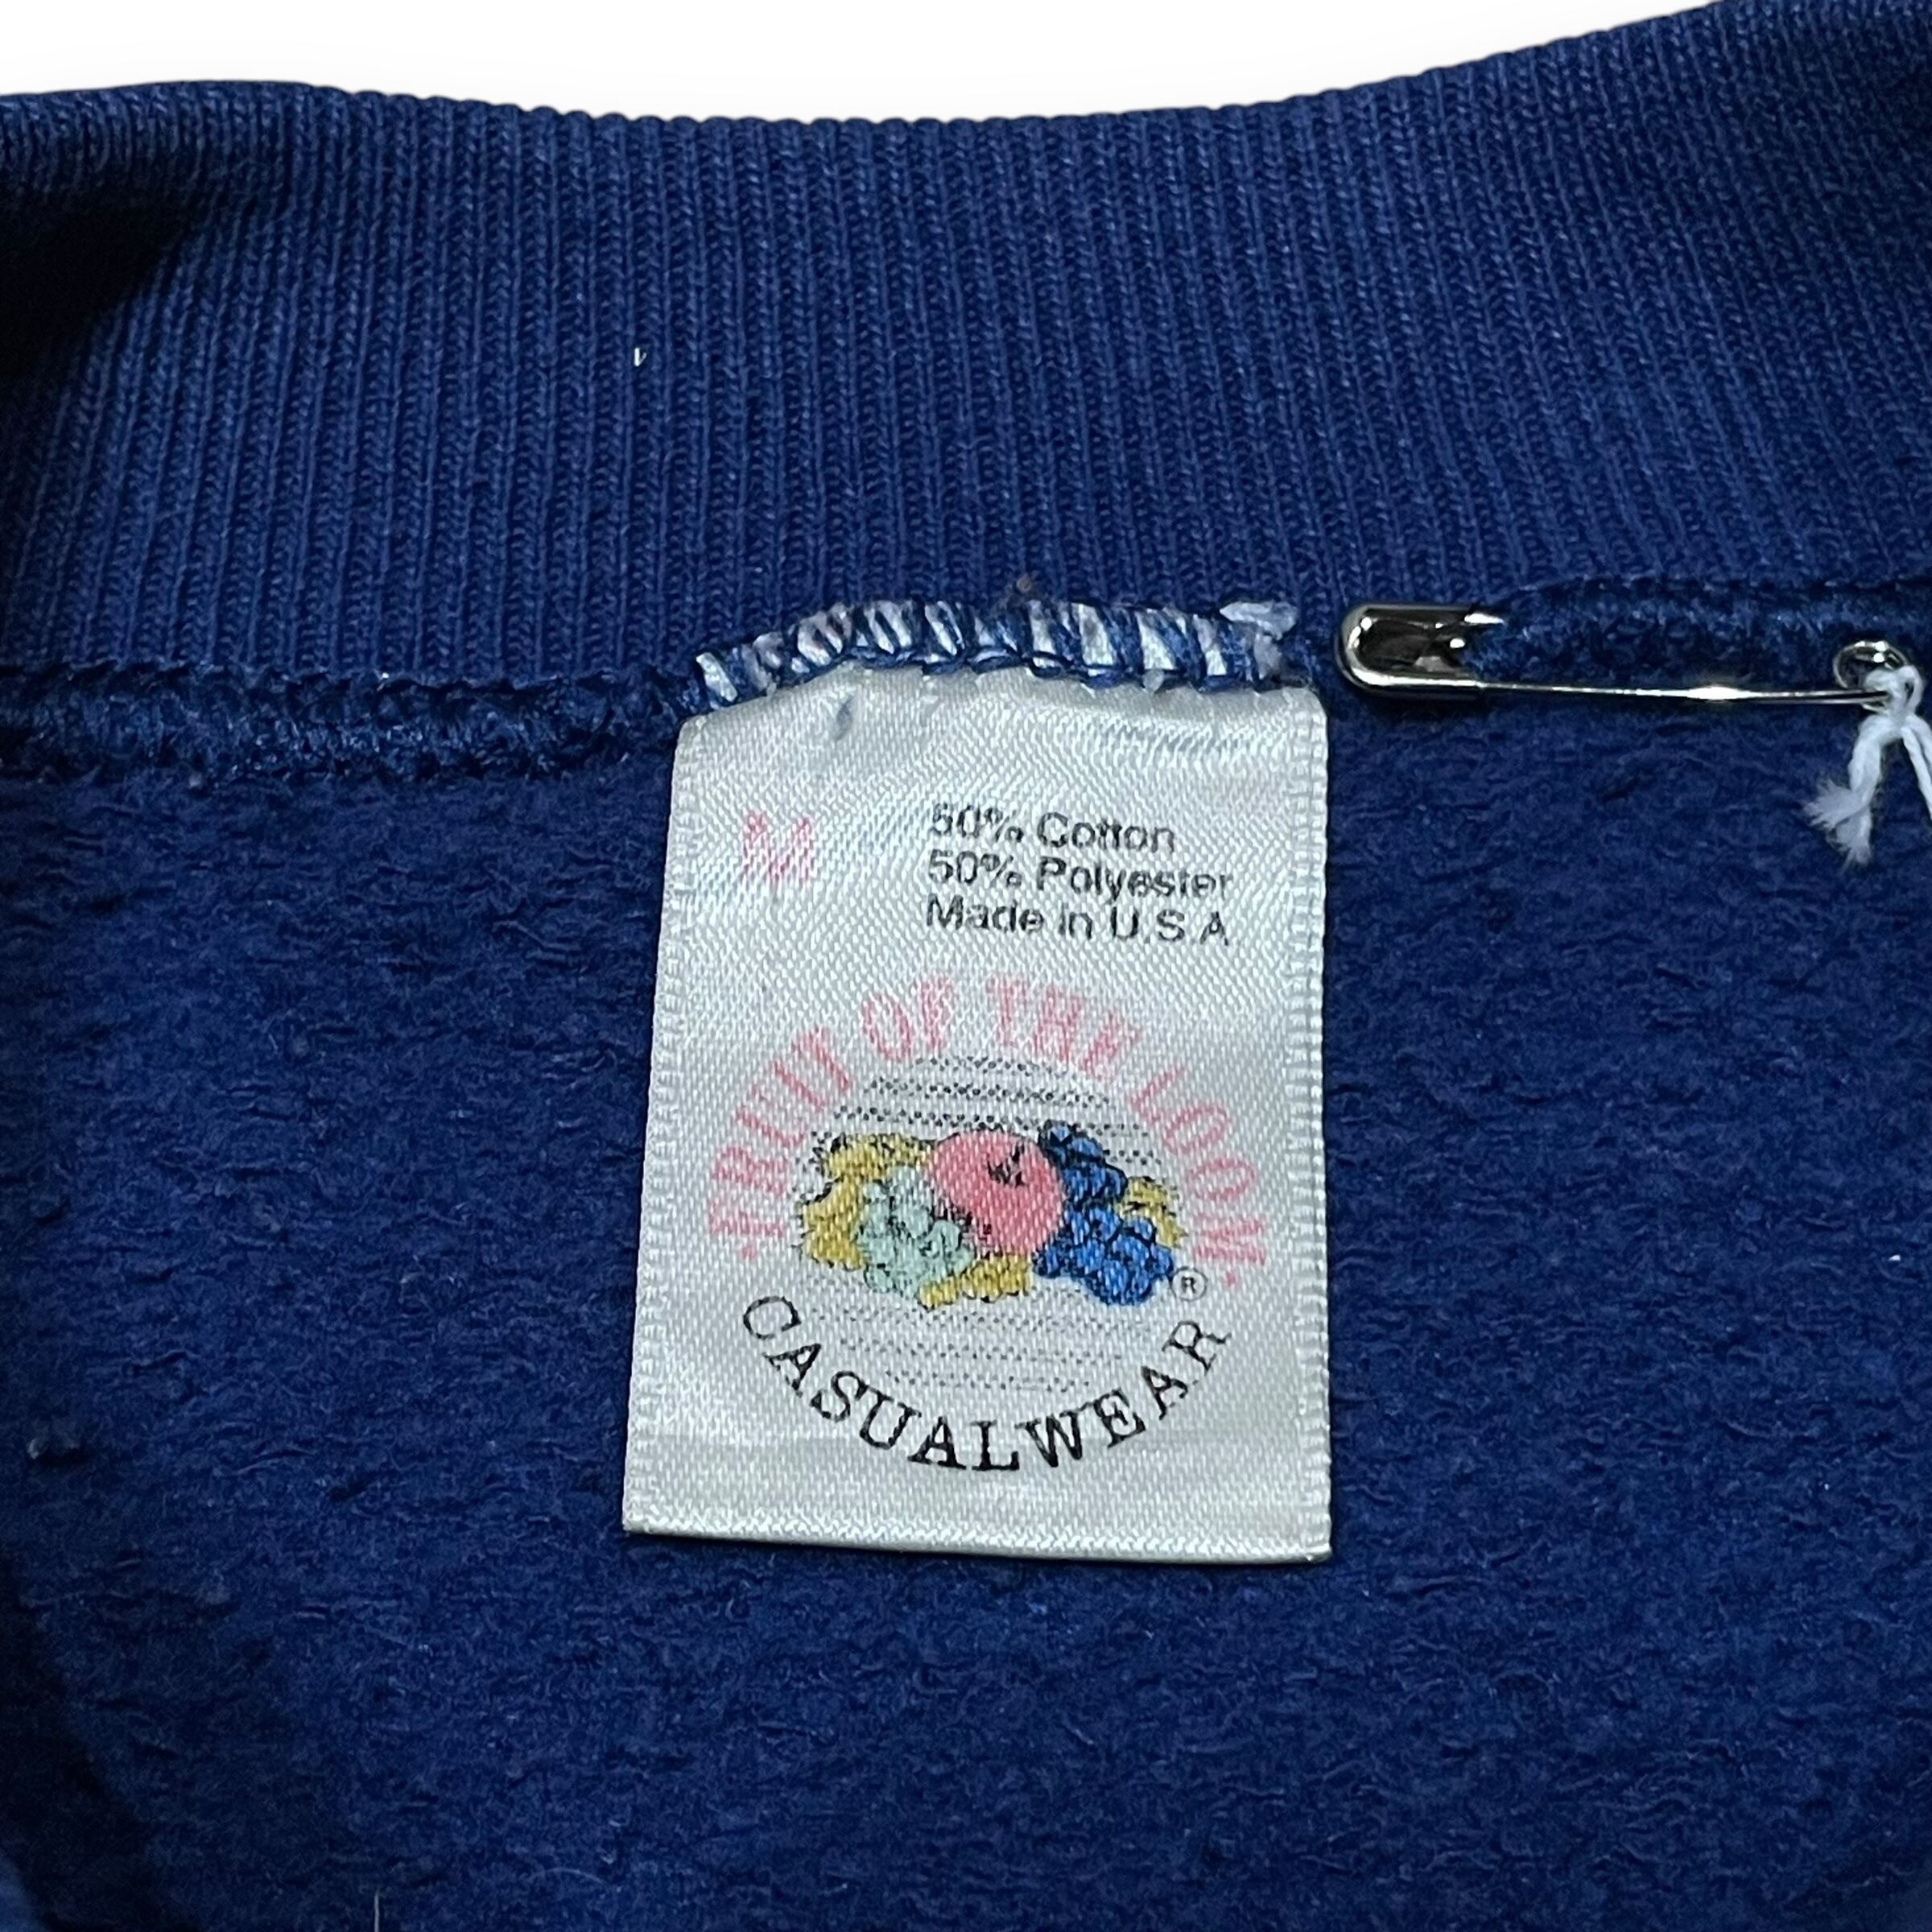 M
50% Cotton
50% Polyester
Made in U.S.A
FRUIT OF THE LOOM
®
CASUALWEAR